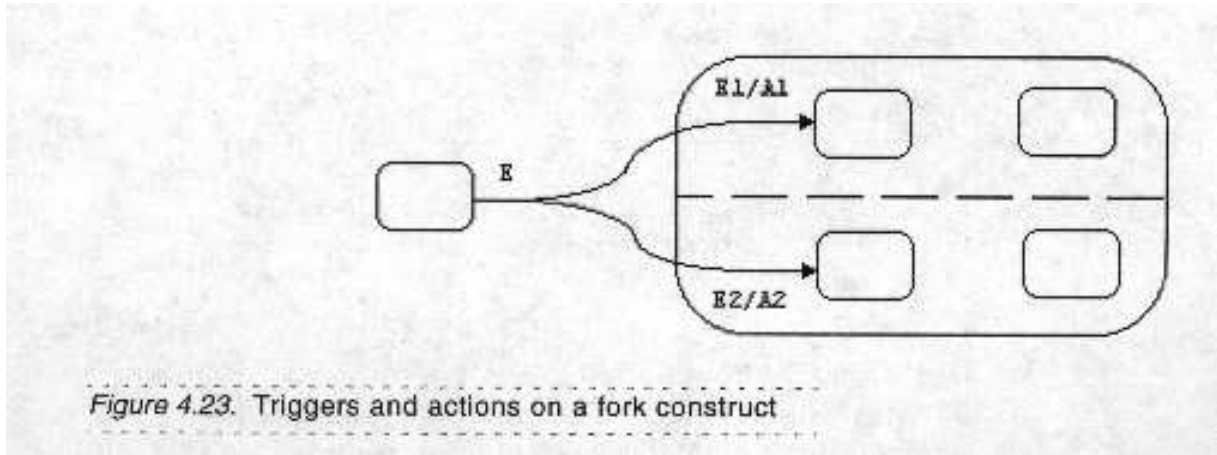 E1/A1
E
E2/A2
Figure 4.23. Triggers and actions on a fork construct